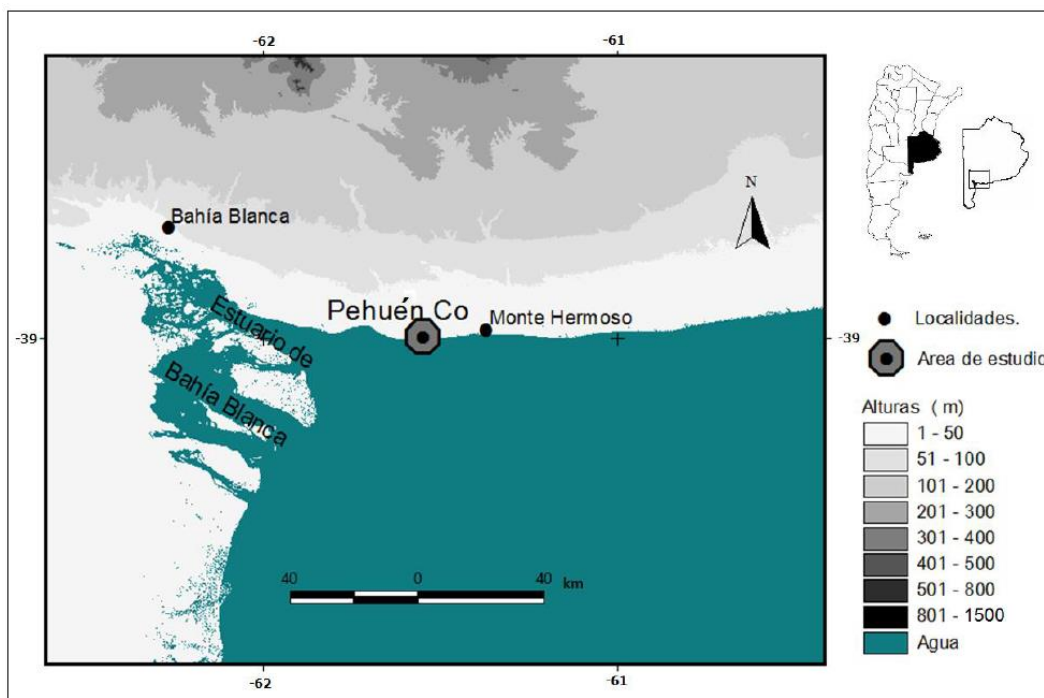 -62
-61
Bahía Blanca
N
Pehuén Co
Monte Hermoso
-39
-39
Estuario de
Bahía Blanca
40
0
40
km
-62
-61
Localidades.
Area de estudio
Alturas ( m)
1 - 50
51 - 100
101 - 200
201 - 300
301 - 400
401 - 500
501 - 800
801 - 1500
Agua